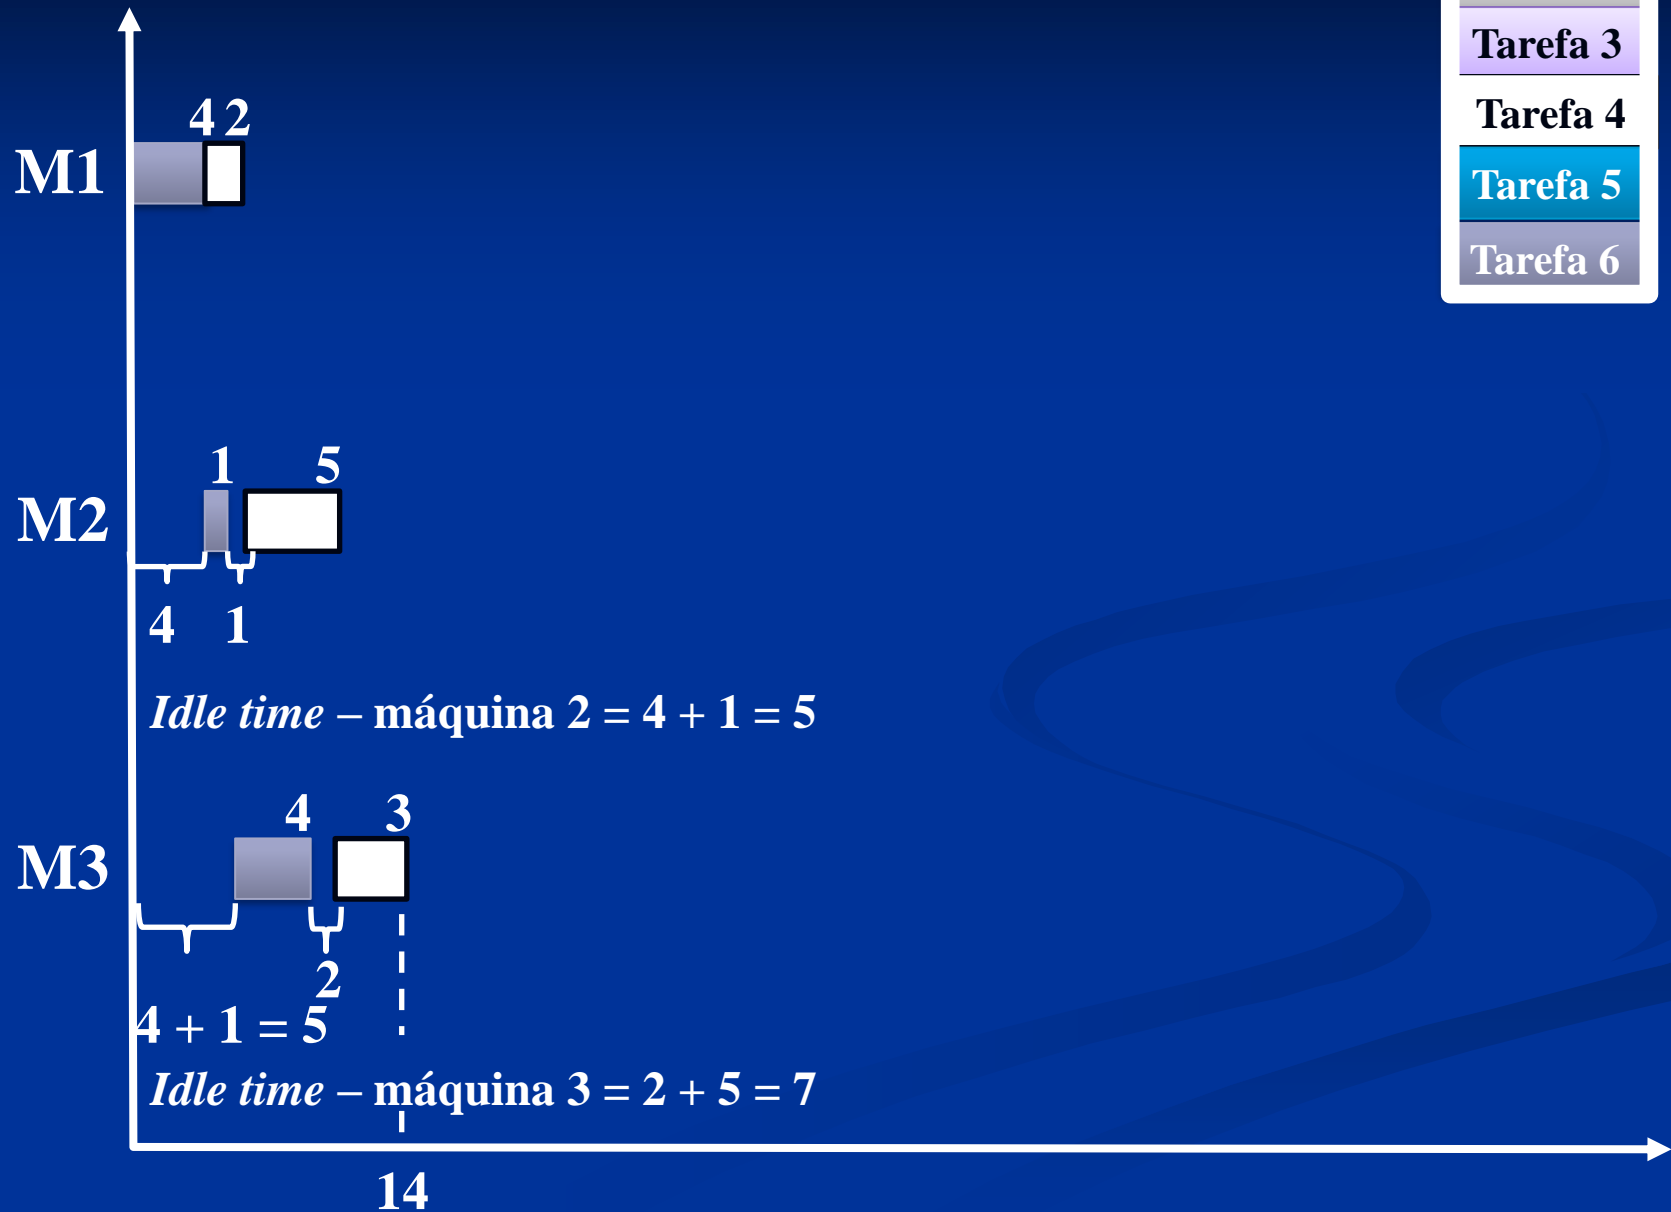 Tarefa 3
Tarefa 4
Tarefa 5
Tarefa 6
4 2
M1
1 5
M2
4 1
Idle time – máquina 2 = 4 + 1 = 5
4 3
M3
2
4 + 1 = 5
Idle time – máquina 3 = 2 + 5 = 7
14